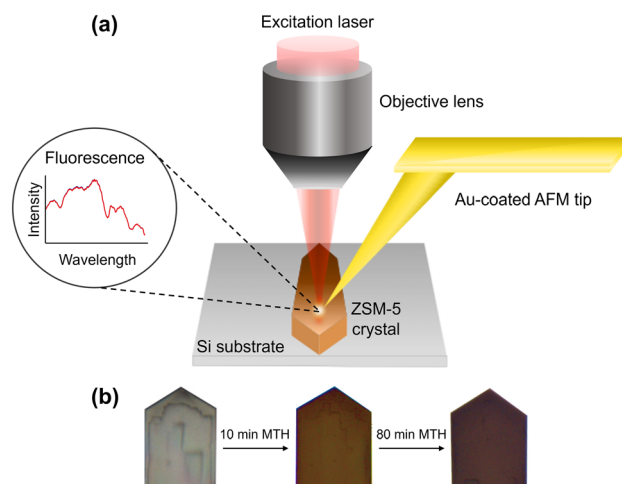 (a)
Excitation laser
Objective lens
Fluorescence
Intensity
Wavelength
Au-coated AFM tip
ZSM-5
crystal
Si substrate
(b)
10 min MTH
80 min MTH